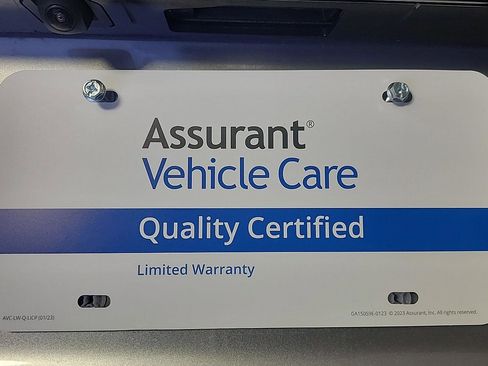 Assurant®
Vehicle Care
Quality Certified
Limited Warranty
AVC-LW-Q-LICP (01/23)
GA150596-0123 © 2023 Assurant, Inc. All rights reserved.